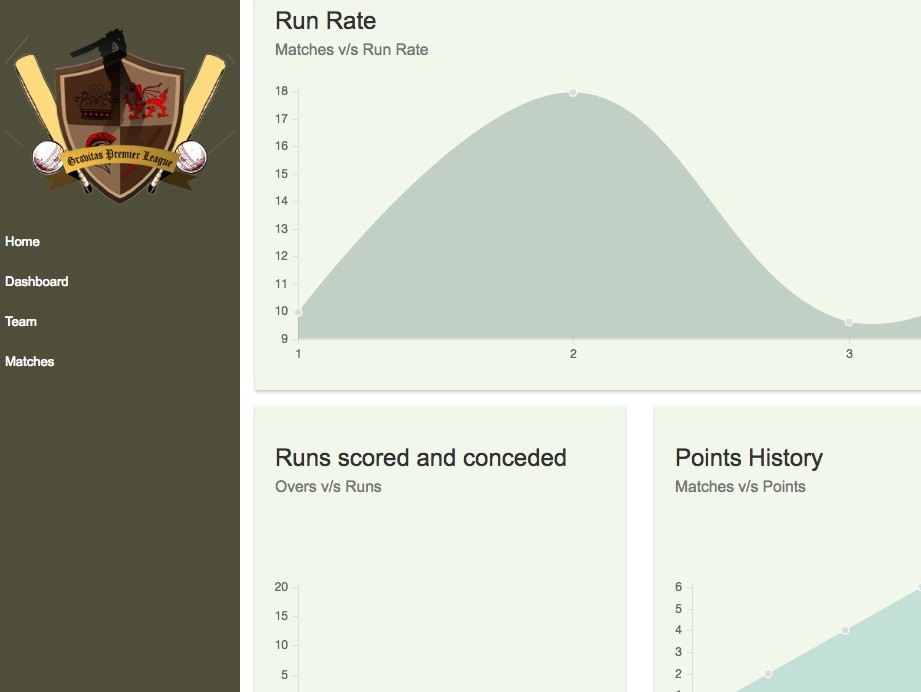 Gravitas Premier League
Home
Dashboard
Team
Matches
Run Rate
Matches v/s Run Rate
18
17
16
15
14
13
12
11
10
9
1
2
3
Runs scored and conceded
Overs v/s Runs
20
15
10
5
Points History
Matches v/s Points
6
5
4
3
2